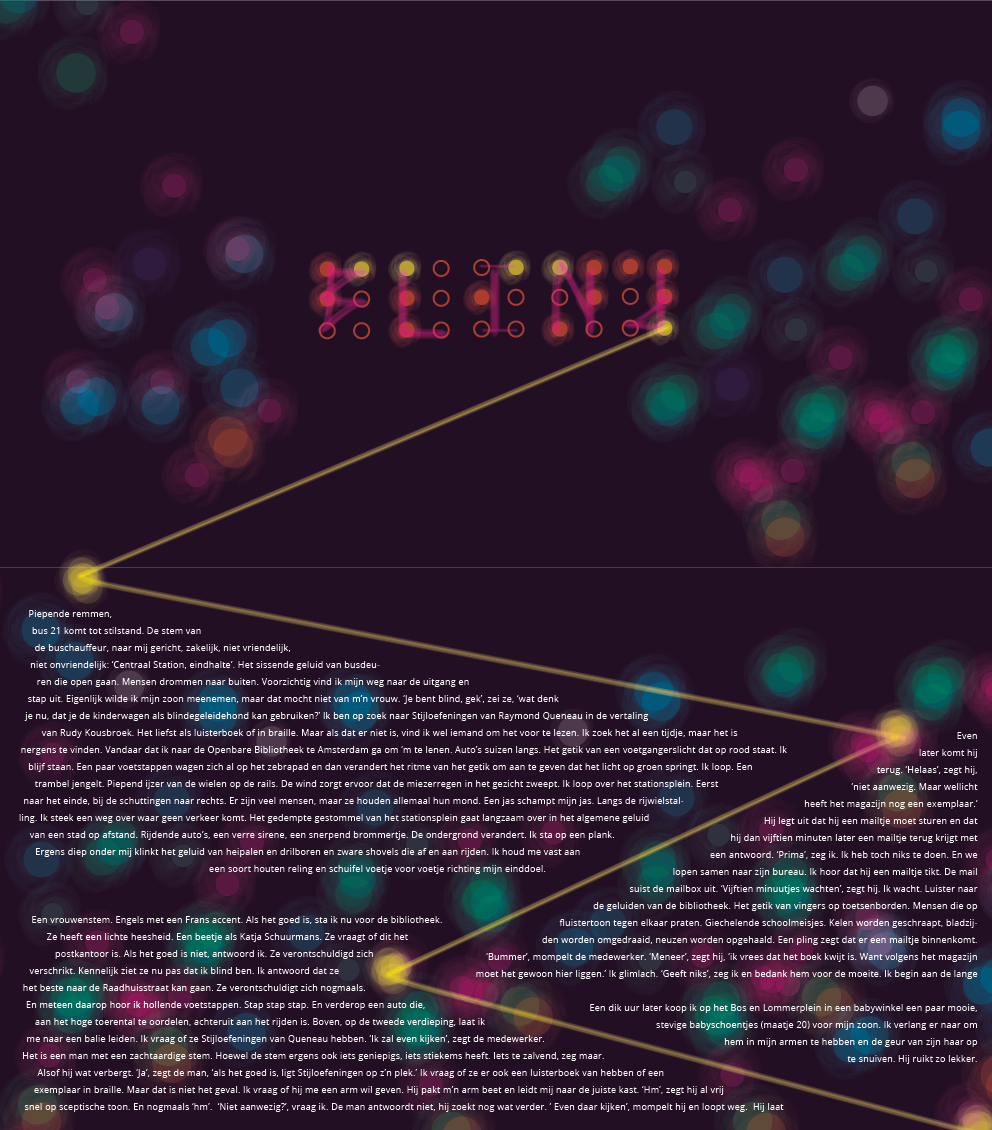 BLIND
Piepende remmen,
bus 21 komt tot stilstand. De stem van
de buschauffeur, naar mij gericht, zakelijk, niet vriendelijk,
niet onvriendelijk: ‘Centraal Station, eindhalte’. Het sissende geluid van busdeu-
ren die open gaan. Mensen drommen naar buiten. Voorzichtig vind ik mijn weg naar de uitgang en
stap uit. Eigenlijk wilde ik mijn zoon meenemen, maar dat mocht niet van m’n vrouw. ‘Je bent blind, gek’, zei ze, ‘wat denk
je nu, dat je de kinderwagen als blindegeleidehond kan gebruiken?’ Ik ben op zoek naar Stijloefeningen van Raymond Queneau in de vertaling
van Rudy Kousbroek. Het liefst als luisterboek of in braille. Maar als dat er niet is, vind ik wel iemand om het voor te lezen. Ik zoek het al een tijdje, maar het is
nergens te vinden. Vandaar dat ik naar de Openbare Bibliotheek te Amsterdam ga om ‘m te lenen. Auto’s suizen langs. Het getik van een voetgangerslicht dat op rood staat. Ik
blijf staan. Een paar voetstappen wagen zich al op het zebrapad en dan verandert het ritme van het getik om aan te geven dat het licht op groen springt. Ik loop. Een
trambel jengelt. Piepend ijzer van de wielen op de rails. De wind zorgt ervoor dat de miezerregen in het gezicht zweept. Ik loop over het stationsplein. Eerst
naar het einde, bij de schuttingen naar rechts. Er zijn veel mensen, maar ze houden allemaal hun mond. Een jas schampt mijn jas. Langs de rijwielstal-
ling. Ik steek een weg over waar geen verkeer komt. Het gedempte gestommel van het stationsplein gaat langzaam over in het algemene geluid
van een stad op afstand. Rijdende auto’s, een verre sirene, een snerpend brommertje. De ondergrond verandert. Ik sta op een plank.
Ergens diep onder mij klinkt het geluid van heipalen en drilboren en zware shovels die af en aan rijden. Ik houd me vast aan
een soort houten reling en schuifel voetje voor voetje richting mijn einddoel.
Een vrouwenstem. Engels met een Frans accent. Als het goed is, sta ik nu voor de bibliotheek.
Ze heeft een lichte heesheid. Een beetje als Katja Schuurmans. Ze vraagt of dit het
postkantoor is. Als het goed is niet, antwoord ik. Ze verontschuldig zich
verschrikt. Kennelijk ziet ze nu pas dat ik blind ben. Ik antwoord dat ze
het beste naar de Raadhuisstraat kan gaan. Ze verontschuldigt zich nogmaals.
En meteen daarop hoor ik hollende voetstappen. Stap stap stap. En verderop een auto die,
aan het hoge toerental te oordelen, achteruit aan het rijden is. Boven, op de tweede verdieping, laat ik
me naar een balie leiden. Ik vraag of ze Stijloefeningen van Queneau hebben. ‘Ik zal even kijken’, zegt de medewerker.
Het is een man met een zachtaardige stem. Hoewel de stem ergens ook iets geniepigs, iets stiekems heeft. Iets te zalvend, zeg maar.
Alsof hij wat verbergt. ‘Ja’, zegt de man, ‘als het goed is, ligt Stijloefeningen op z’n plek.’ Ik vraag of ze er ook een luisterboek van hebben of een
exemplaar in braille. Maar dat is niet het geval. Ik vraag of hij me een arm wil geven. Hij pakt m’n arm beet en leidt mij naar de juiste kast. ‘Hm’, zegt hij al vrij
snel op sceptische toon. En nogmaals ‘hm’. ‘Niet aanwezig?’, vraag ik. De man antwoordt niet, hij zoekt nog wat verder. ‘ Even daar kijken’, mompelt hij en loopt weg. Hij laat
Even
later komt hij
terug. ‘Helaas’, zegt hij,
‘niet aanwezig. Maar wellicht
heeft het magazijn nog een exemplaar.’
Hij legt uit dat hij een mailtje moet sturen en dat
hij dan vijftien minuten later een mailtje terug krijgt met
een antwoord. ‘Prima’, zeg ik. Ik heb toch niks te doen. En we
lopen samen naar zijn bureau. Ik hoor dat hij een mailtje tikt. De mail
suist de mailbox uit. ‘Vijftien minuutjes wachten’, zegt hij. Ik wacht. Luister naar
de geluiden van de bibliotheek. Het getik van vingers op toetsenborden. Mensen die op
fluistertoon tegen elkaar praten. Giechelende schoolmeisjes. Kelen worden geschraapt, bladzij-
den worden omgedraaid, neuzen worden opgehaald. Een pling zegt dat er een mailtje binnenkomt.
‘Bummer’, mompelt de medewerker. ‘Meneer’, zegt hij, ‘ik vrees dat het boek kwijt is. Want volgens het magazijn
moet het gewoon hier liggen.’ Ik glimlach. ‘Geeft niks’, zeg ik en bedank hem voor de moeite. Ik begin aan de lange
Een dik uur later koop ik op het Bos en Lommerplein in een babywinkel een paar mooie,
stevige babyschoentjes (maatje 20) voor mijn zoon. Ik verlang er naar om
hem in mijn armen te hebben en de geur van zijn haar op
te snuiven. Hij ruikt zo lekker.